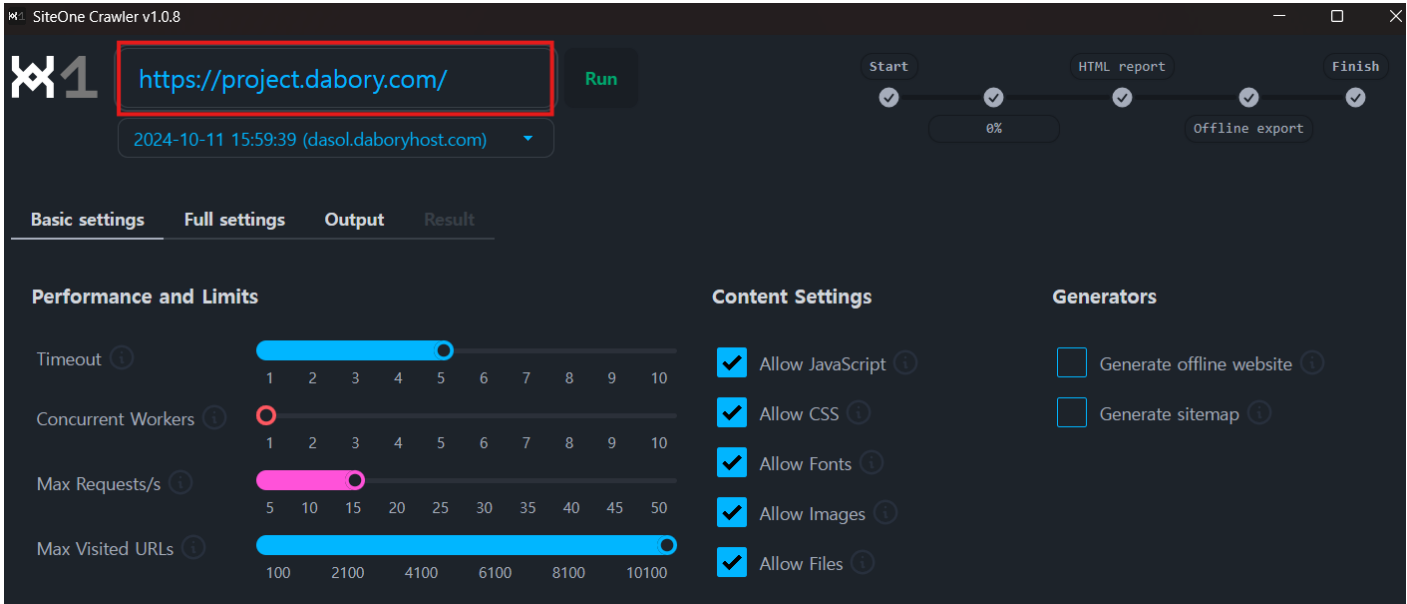 SiteOne Crawler v1.0.8
1
https://project.dabory.com/
Run
2024-10-11 15:59:39 (dasol.daboryhost.com)
Start
HTML report
Finish
0%
Offline export
Basic settings Full settings Output Result
Performance and Limits
Timeout
1 2 3 4 5 6 7 8 9 10
Concurrent Workers
1 2 3 4 5 6 7 8 9 10
Max Requests/s
5 10 15 20 25 30 35 40 45 50
Max Visited URLs
100 2100 4100 6100 8100 10100
Content Settings
Allow JavaScript
Allow CSS
Allow Fonts
Allow Images
Allow Files
Generators
Generate offline website
Generate sitemap